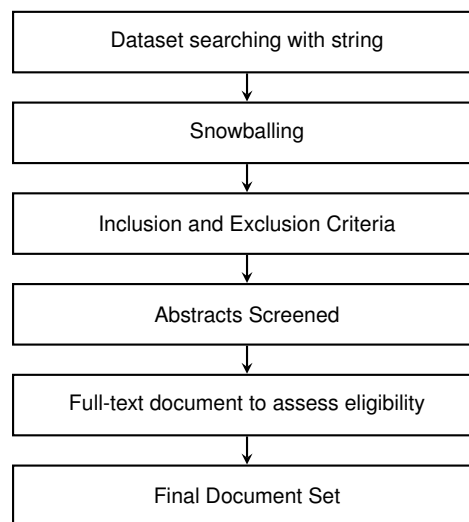 Dataset searching with string
Snowballing
Inclusion and Exclusion Criteria
Abstracts Screened
Full-text document to assess eligibility
Final Document Set